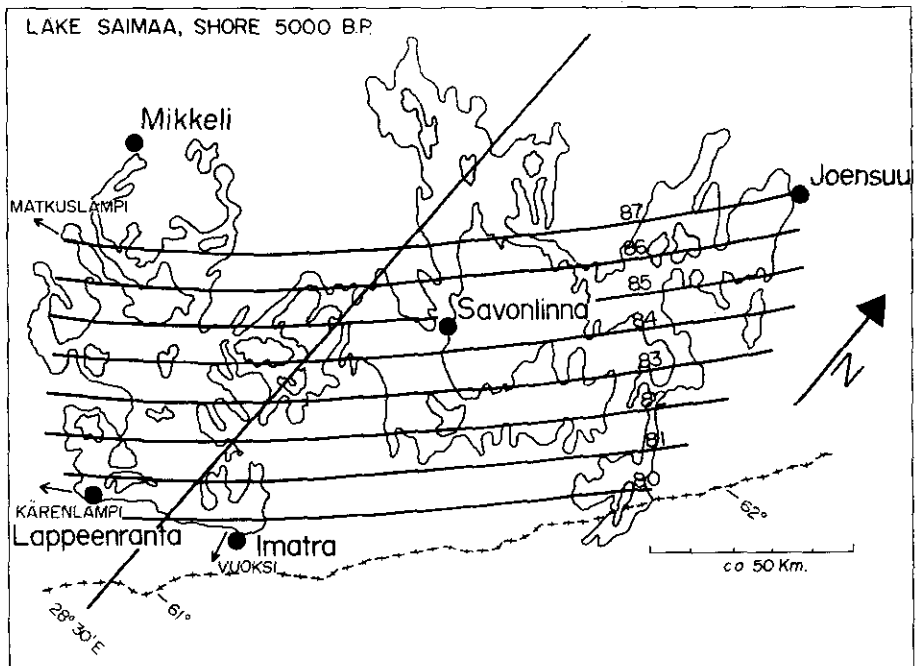 LAKE SAIMAA, SHORE 5000 B.P.
Mikkeli
Joensuu
MATKUSLAMPI
87
86
85
Savonlinna
84
83
N
82
81
80
KÄRENLAMPI
62°
Lappeenranta
Imatra
VUOKSI
ca 50 Km.
61°
28°30'E